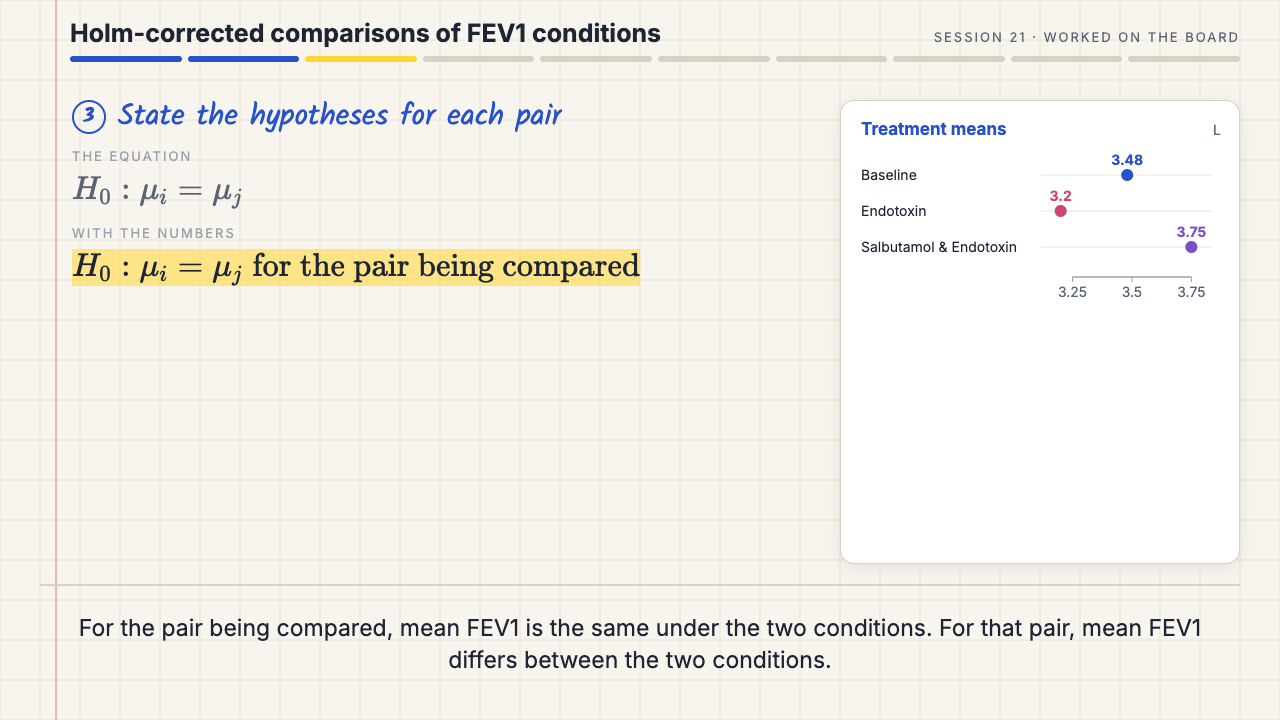 Holm-corrected comparisons of FEV1 conditions
SESSION 21 · WORKED ON THE BOARD
3 State the hypotheses for each pair
THE EQUATION
H₀ : μᵢ = μⱼ
WITH THE NUMBERS
H₀ : μᵢ = μⱼ for the pair being compared
Treatment means L
3.48
Baseline
3.2
Endotoxin
3.75
Salbutamol & Endotoxin
3.25 3.5 3.75
For the pair being compared, mean FEV1 is the same under the two conditions. For that pair, mean FEV1
differs between the two conditions.